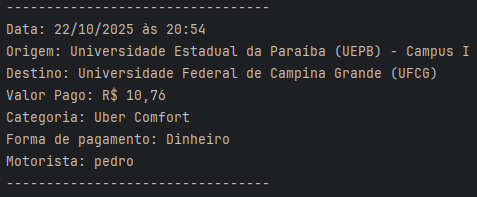 ---------------------------------
Data: 22/10/2025 às 20:54
Origem: Universidade Estadual da Paraíba (UEPB) - Campus I
Destino: Universidade Federal de Campina Grande (UFCG)
Valor Pago: R$ 10,76
Categoria: Uber Comfort
Forma de pagamento: Dinheiro
Motorista: pedro
---------------------------------